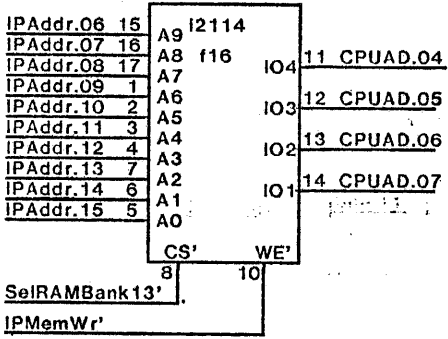 IPAddr.06 15 A9 i2114
IPAddr.07 16 A8 f16
IPAddr.08 17 A7 IO4 11 CPUAD.04
IPAddr.09 1 A6
IPAddr.10 2 A5 IO3 12 CPUAD.05
IPAddr.11 3 A4
IPAddr.12 4 A3 IO2 13 CPUAD.06
IPAddr.13 7 A2
IPAddr.14 6 A1 IO1 14 CPUAD.07
IPAddr.15 5 A0
CS' WE'
8 10
SelRAMBank13'
IPMemWr'